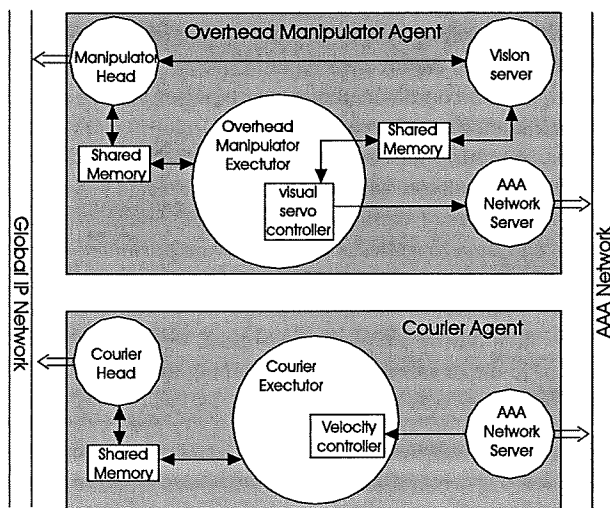 Overhead Manipulator Agent
Manipulator
Head
Vision
server
Shared
Memory
Overhead
Manipulator
Exectutor
Shared
Memory
visual
servo
controller
AAA
Network
Server
Global IP Network
AAA Network
Courier Agent
Courier
Head
Courier
Exectutor
Shared
Memory
Velocity
controller
AAA
Network
Server